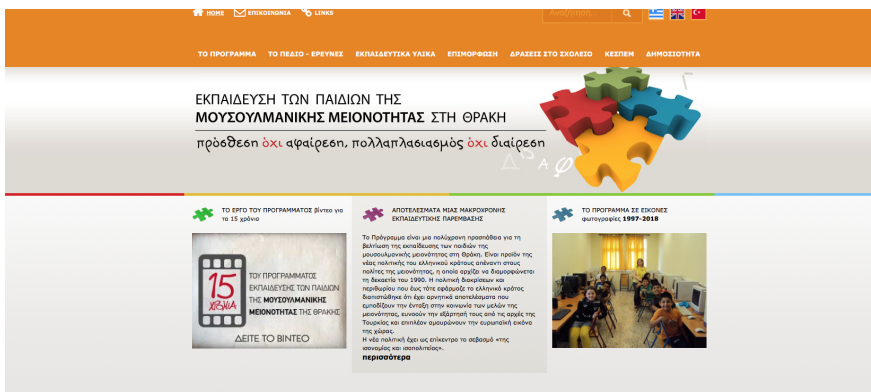 HOME ΕΠΙΚΟΙΝΩΝΙΑ LINKS
Αναζήτηση...
ΤΟ ΠΡΟΓΡΑΜΜΑ ΤΟ ΠΕΔΙΟ - ΕΡΕΥΝΕΣ ΕΚΠΑΙΔΕΥΤΙΚΑ ΥΛΙΚΑ ΕΠΙΜΟΡΦΩΣΗ ΔΡΑΣΕΙΣ ΣΤΟ ΣΧΟΛΕΙΟ ΚΕΣΠΕΜ ΔΗΜΟΣΙΟΤΗΤΑ
ΕΚΠΑΙΔΕΥΣΗ ΤΩΝ ΠΑΙΔΙΩΝ ΤΗΣ
ΜΟΥΣΟΥΛΜΑΝΙΚΗΣ ΜΕΙΟΝΟΤΗΤΑΣ ΣΤΗ ΘΡΑΚΗ
πρόσθεση όχι αφαίρεση, πολλαπλασιασμός όχι διαίρεση
ΤΟ ΕΡΓΟ ΤΟΥ ΠΡΟΓΡΑΜΜΑΤΟΣ βίντεο για
τα 15 χρόνια
15
ΧΡΟΝΙΑ
ΤΟΥ ΠΡΟΓΡΑΜΜΑΤΟΣ
ΕΚΠΑΙΔΕΥΣΗΣ ΤΩΝ ΠΑΙΔΙΩΝ
ΤΗΣ ΜΟΥΣΟΥΛΜΑΝΙΚΗΣ
ΜΕΙΟΝΟΤΗΤΑΣ ΤΗΣ ΘΡΑΚΗΣ
ΔΕΙΤΕ ΤΟ ΒΙΝΤΕΟ
ΑΠΟΤΕΛΕΣΜΑΤΑ ΜΙΑΣ ΜΑΚΡΟΧΡΟΝΗΣ
ΕΚΠΑΙΔΕΥΤΙΚΗΣ ΠΑΡΕΜΒΑΣΗΣ
Το Πρόγραμμα είναι μια πολύχρονη προσπάθεια για τη
βελτίωση της εκπαίδευσης των παιδιών της
μουσουλμανικής μειονότητας στη Θράκη. Είναι προϊόν της
νέας πολιτικής του ελληνικού κράτους απέναντι στους
πολίτες της μειονότητας, η οποία αρχίζει να διαμορφώνεται
τη δεκαετία του 1990. Η πολιτική διακρίσεων και
περιθωρίου που έως τότε εφάρμοζε το ελληνικό κράτος
διαπιστώθηκε ότι έχει αρνητικά αποτελέσματα που
εμποδίζουν την ένταξη στην κοινωνία των μελών της
μειονότητας, ευνοούν την εξάρτησή τους από τις αρχές της
Τουρκίας και επιπλέον αμαυρώνουν την ευρωπαϊκή εικόνα
της χώρας.
Η νέα πολιτική έχει ως επίκεντρο το σεβασμό «της
ισονομίας και ισοπολιτείας».
περισσότερα
ΤΟ ΠΡΟΓΡΑΜΜΑ ΣΕ ΕΙΚΟΝΕΣ
φωτογραφίες 1997-2018